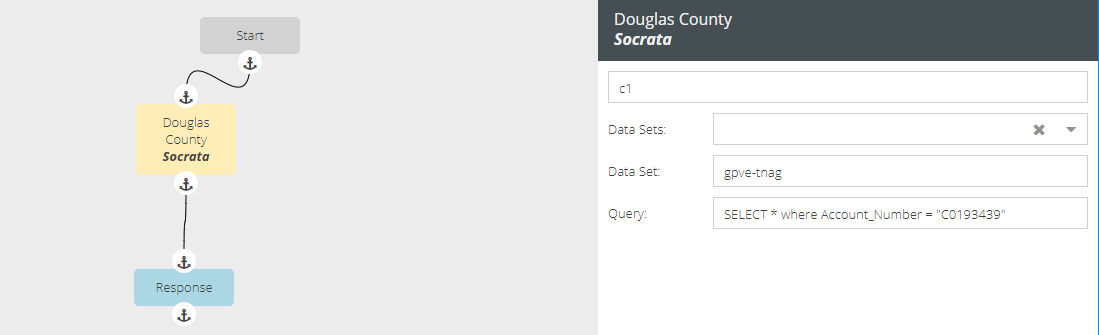 Start
Douglas
County
Socrata
Response
Douglas County
Socrata
c1
Data Sets:
Data Set:
gpve-tnag
Query:
SELECT * where Account_Number = "C0193439"